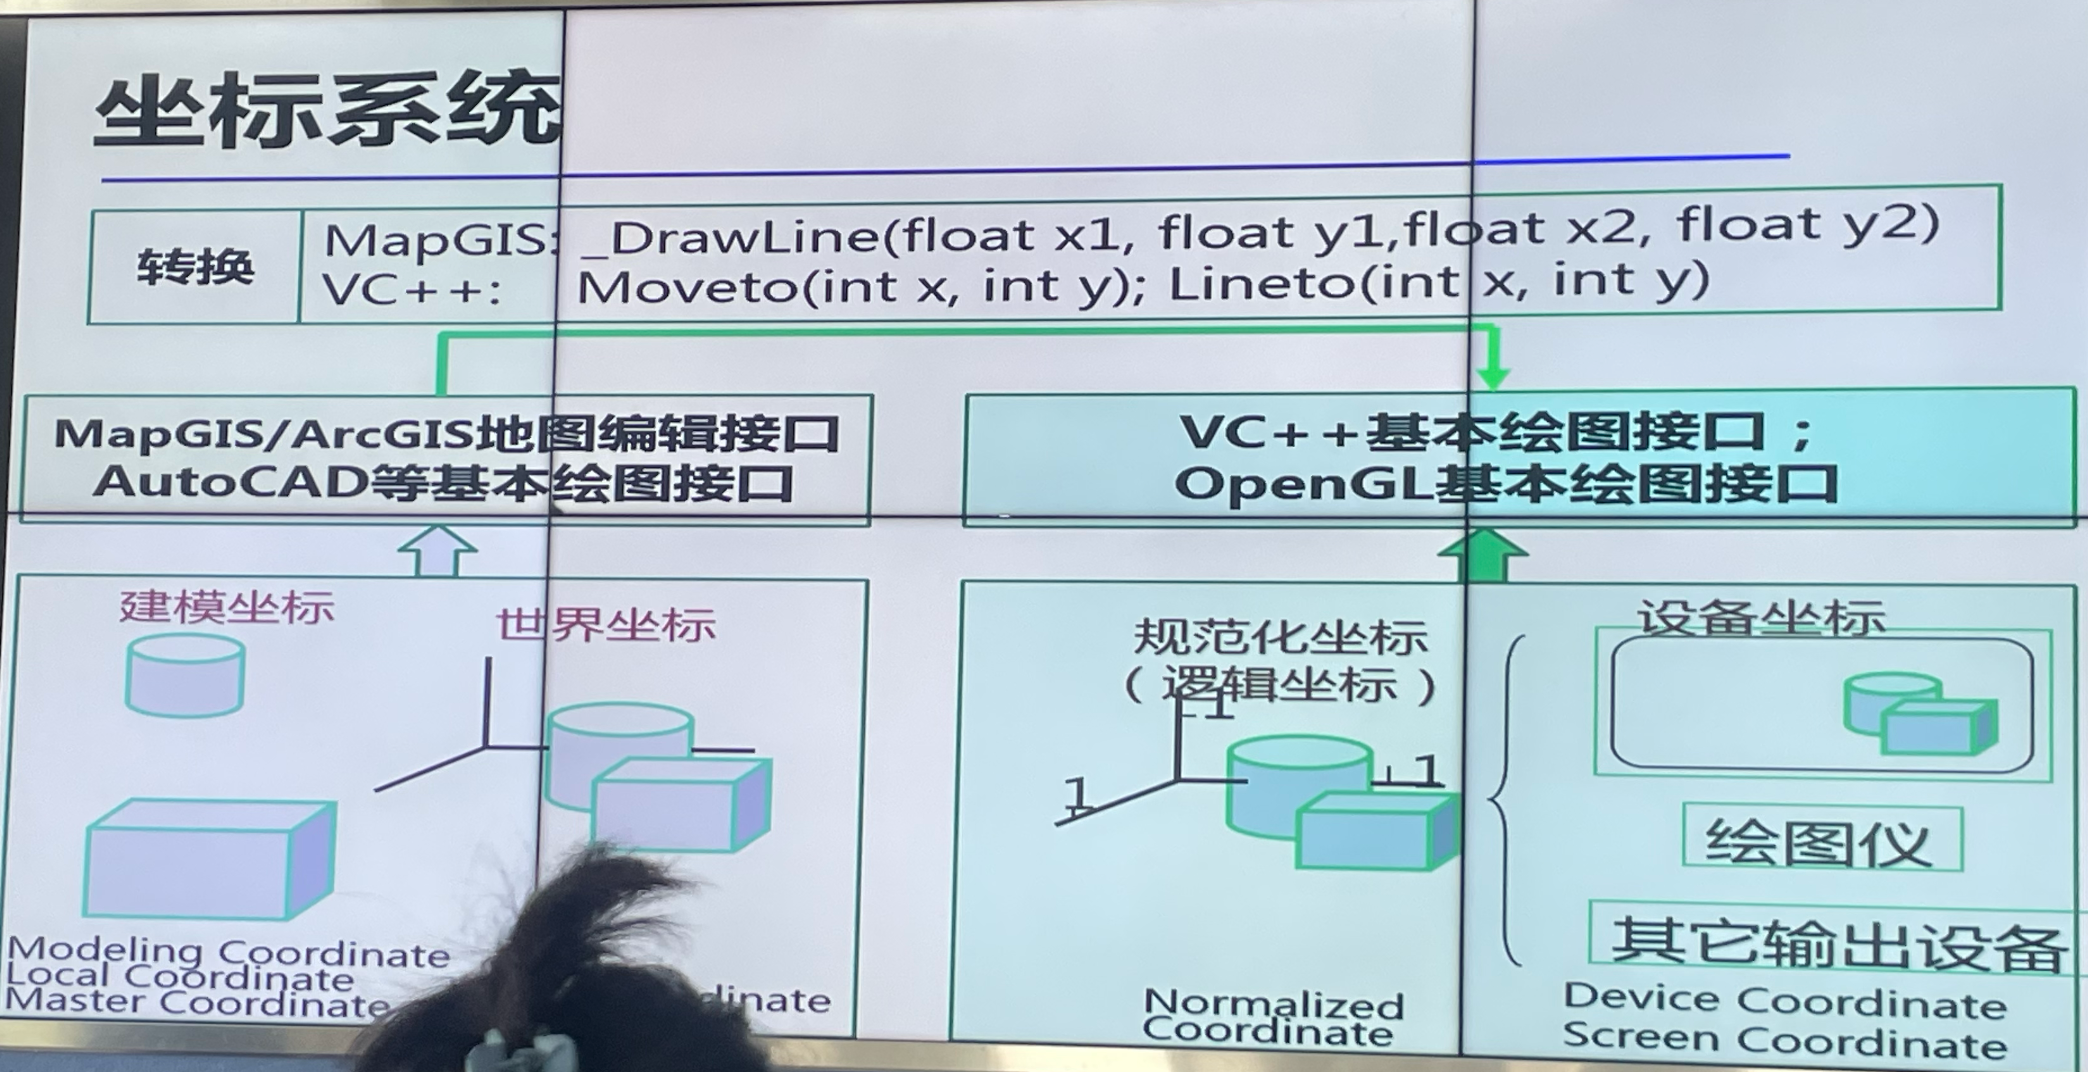 坐标系统
转换
MapGIS: _DrawLine(float x1, float y1,float x2, float y2)
VC++: Moveto(int x, int y); Lineto(int x, int y)
MapGIS/ArcGIS地图编辑接口
AutoCAD等基本绘图接口
VC++基本绘图接口；
OpenGL基本绘图接口
建模坐标
世界坐标
规范化坐标
（逻辑坐标）
设备坐标
1
1
1
绘图仪
其它输出设备
Modeling Coordinate
Local Coordinate
Master Coordinate
dinate
Normalized
Coordinate
Device Coordinate
Screen Coordinate